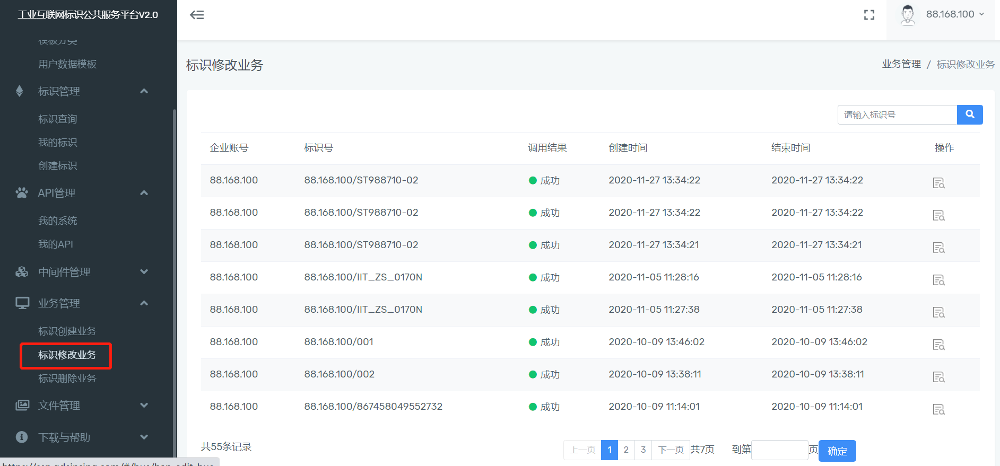 工业互联网标识公共服务平台V2.0
88.168.100
模板分类
用户数据模板
标识管理
标识查询
我的标识
创建标识
API管理
我的系统
我的API
中间件管理
业务管理
标识创建业务
标识修改业务
标识删除业务
文件管理
下载与帮助
标识修改业务
业务管理 / 标识修改业务
请输入标识号
企业账号 标识号 调用结果 创建时间 结束时间 操作
88.168.100 88.168.100/ST988710-02 成功 2020-11-27 13:34:22 2020-11-27 13:34:22
88.168.100 88.168.100/ST988710-02 成功 2020-11-27 13:34:22 2020-11-27 13:34:22
88.168.100 88.168.100/ST988710-02 成功 2020-11-27 13:34:21 2020-11-27 13:34:21
88.168.100 88.168.100/IIT_ZS_0170N 成功 2020-11-05 11:28:16 2020-11-05 11:28:16
88.168.100 88.168.100/IIT_ZS_0170N 成功 2020-11-05 11:27:38 2020-11-05 11:27:38
88.168.100 88.168.100/001 成功 2020-10-09 13:46:02 2020-10-09 13:46:02
88.168.100 88.168.100/002 成功 2020-10-09 13:38:11 2020-10-09 13:38:11
88.168.100 88.168.100/867458049552732 成功 2020-10-09 11:14:01 2020-10-09 11:14:01
共55条记录 上一页 1 2 3 下一页 共7页 到第 页 确定